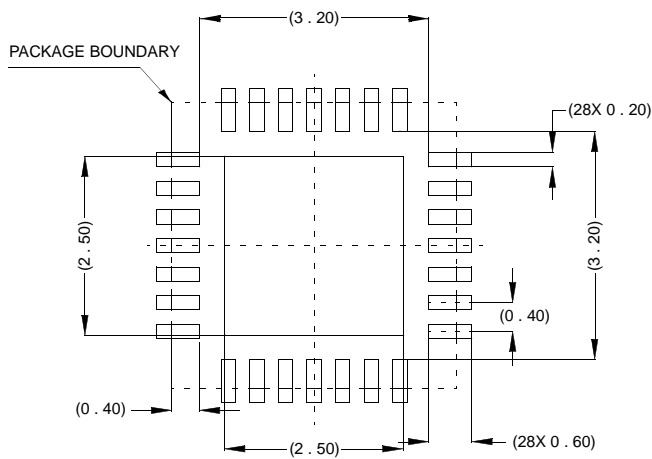 (3 . 20)
PACKAGE BOUNDARY
(28X 0 . 20)
(2 . 50)
(3 . 20)
(0 . 40)
(0 . 40)
(2 . 50)
(28X 0 . 60)